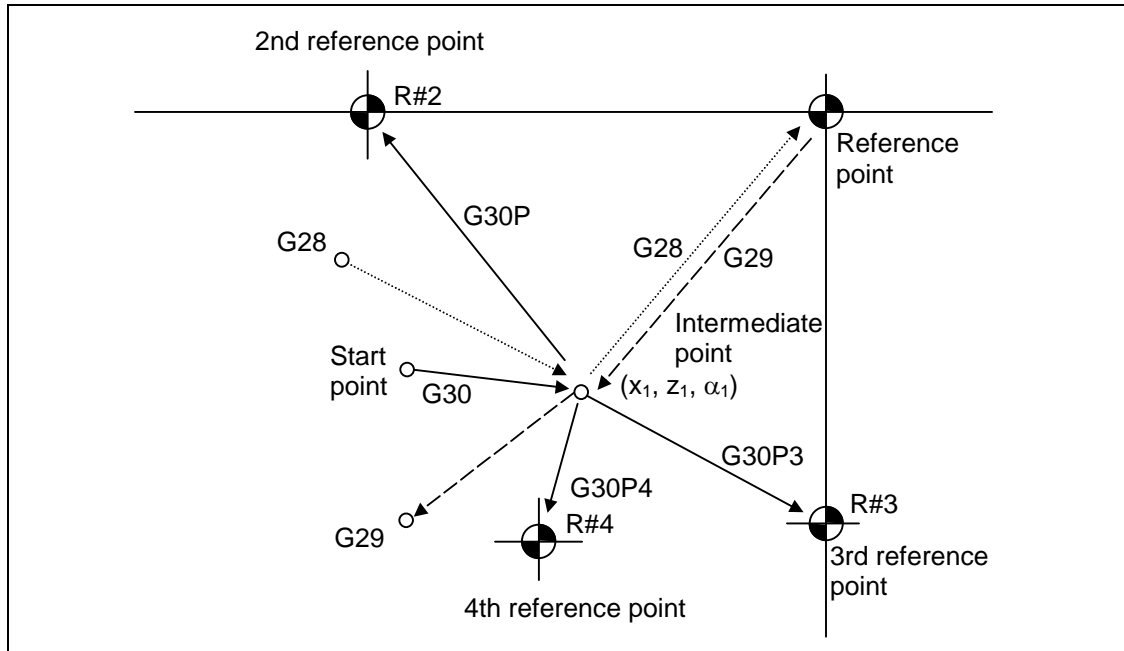 2nd reference point
R#2
Reference
point
G30P
G28
G28
G29
Intermediate
point
(x₁, z₁, α₁)
Start
point
G30
G30P3
G30P4
R#3
G29
R#4
3rd reference
point
4th reference point